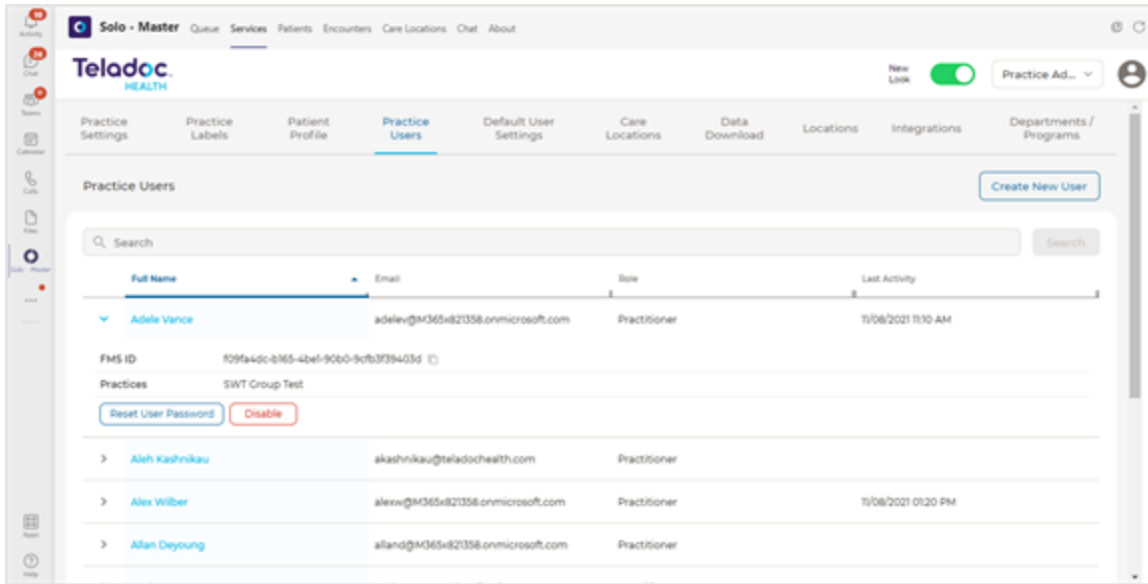 10
Activity
24
Chat
Teams
Calendar
Calls
Files
Solo - Master
Apps
Help
Solo - Master Queue Services Patients Encounters Care Locations Chat About
Teladoc
HEALTH
New Look
Practice Ad...
Practice Settings Practice Labels Patient Profile Practice Users Default User Settings Care Locations Data Download Locations Integrations Departments / Programs
Practice Users Create New User
Search Search
Full Name Email Role Last Activity
Adele Vance adelev@M365x821358.onmicrosoft.com Practitioner 11/08/2021 11:10 AM
FMS ID f09fa4dc-b165-4be1-90b0-9cfb3f39403d
Practices SWT Group Test
Reset User Password Disable
Aleh Kashnikau akashnikau@teladochealth.com Practitioner
Alex Wilber alexw@M365x821358.onmicrosoft.com Practitioner 11/08/2021 01:20 PM
Allan Deyoung alland@M365x821358.onmicrosoft.com Practitioner